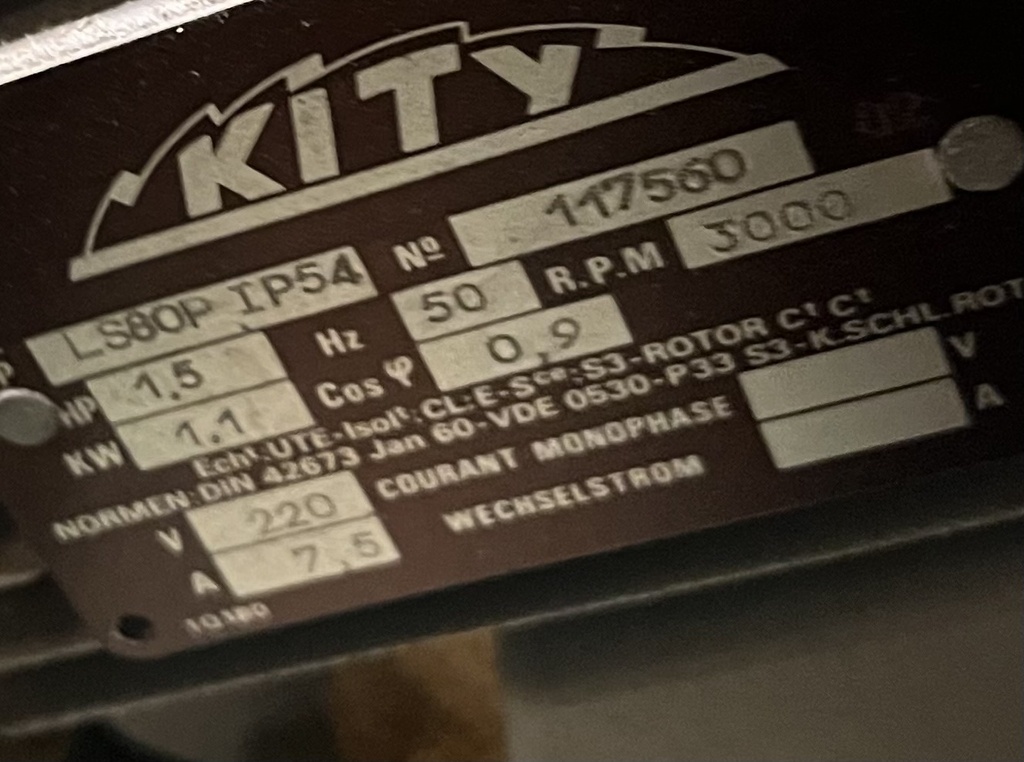 KITY
LS80P IP54 Nº 117560
HP 1,5 Hz 50 R.P.M 3000
KW 1.1 Cos φ 0,9
Echt:UTE-Isolt:CL:E-Sce:S3-ROTOR Ct Ct
NORMEN:DIN 42673 Jan 60-VDE 0530-P33 S3-K.SCHL.ROT
V 220 COURANT MONOPHASE V
A 7,5 WECHSELSTROM A